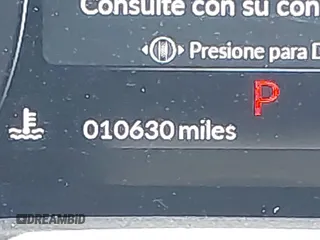 Consulte con su con
Presione para D
P
010630 miles
DREAMBID